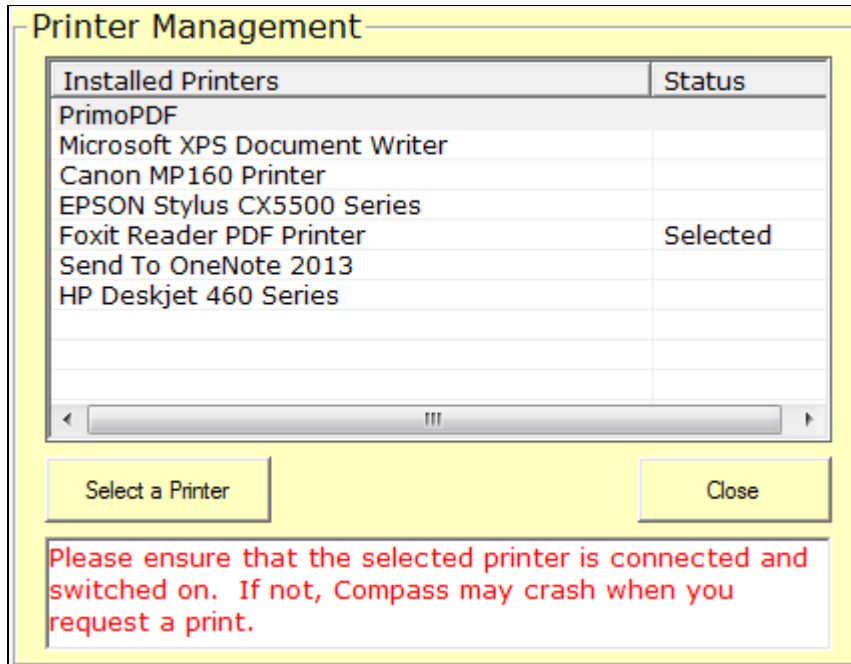 Printer Management
Installed Printers Status
PrimoPDF
Microsoft XPS Document Writer
Canon MP160 Printer
EPSON Stylus CX5500 Series
Foxit Reader PDF Printer Selected
Send To OneNote 2013
HP Deskjet 460 Series
Select a Printer Close
Please ensure that the selected printer is connected and
switched on.  If not, Compass may crash when you
request a print.